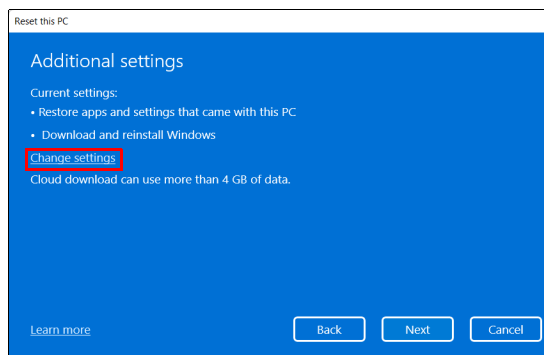 Reset this PC
Additional settings
Current settings:
• Restore apps and settings that came with this PC
• Download and reinstall Windows
Change settings
Cloud download can use more than 4 GB of data.
Learn more
Back
Next
Cancel